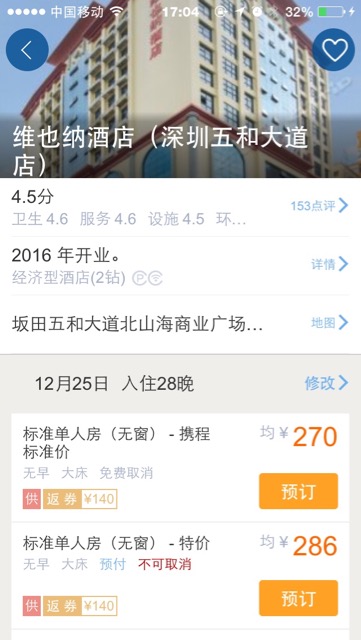 中国移动 17:04 32%
维也纳酒店（深圳五和大道
店）
4.5分
153点评
卫生 4.6 服务 4.6 设施 4.5 环…
2016 年开业。
详情
经济型酒店(2钻) P
坂田五和大道北山海商业广场…
地图
12月25日 入住28晚
修改
标准单人房（无窗） - 携程
标准价
均 ¥ 270
无早 大床 免费取消
预订
供 返券 ¥140
标准单人房（无窗） - 特价
均 ¥ 286
无早 大床 预付 不可取消
预订
供 返券 ¥140